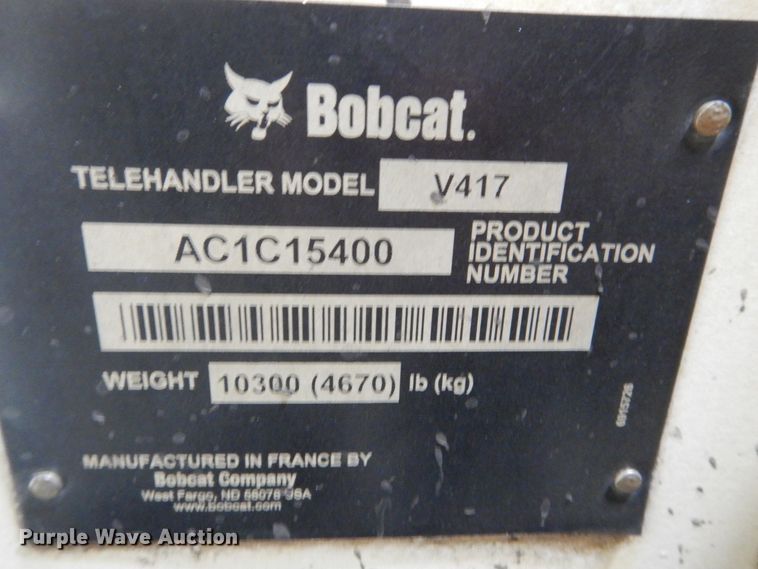 Bobcat.
TELEHANDLER MODEL V417
AC1C15400
PRODUCT
IDENTIFICATION
NUMBER
WEIGHT 10300 (4670) lb (kg)
6915726
MANUFACTURED IN FRANCE BY
Bobcat Company
West Fargo, ND 58078 USA
www.bobcat.com
Purple Wave Auction